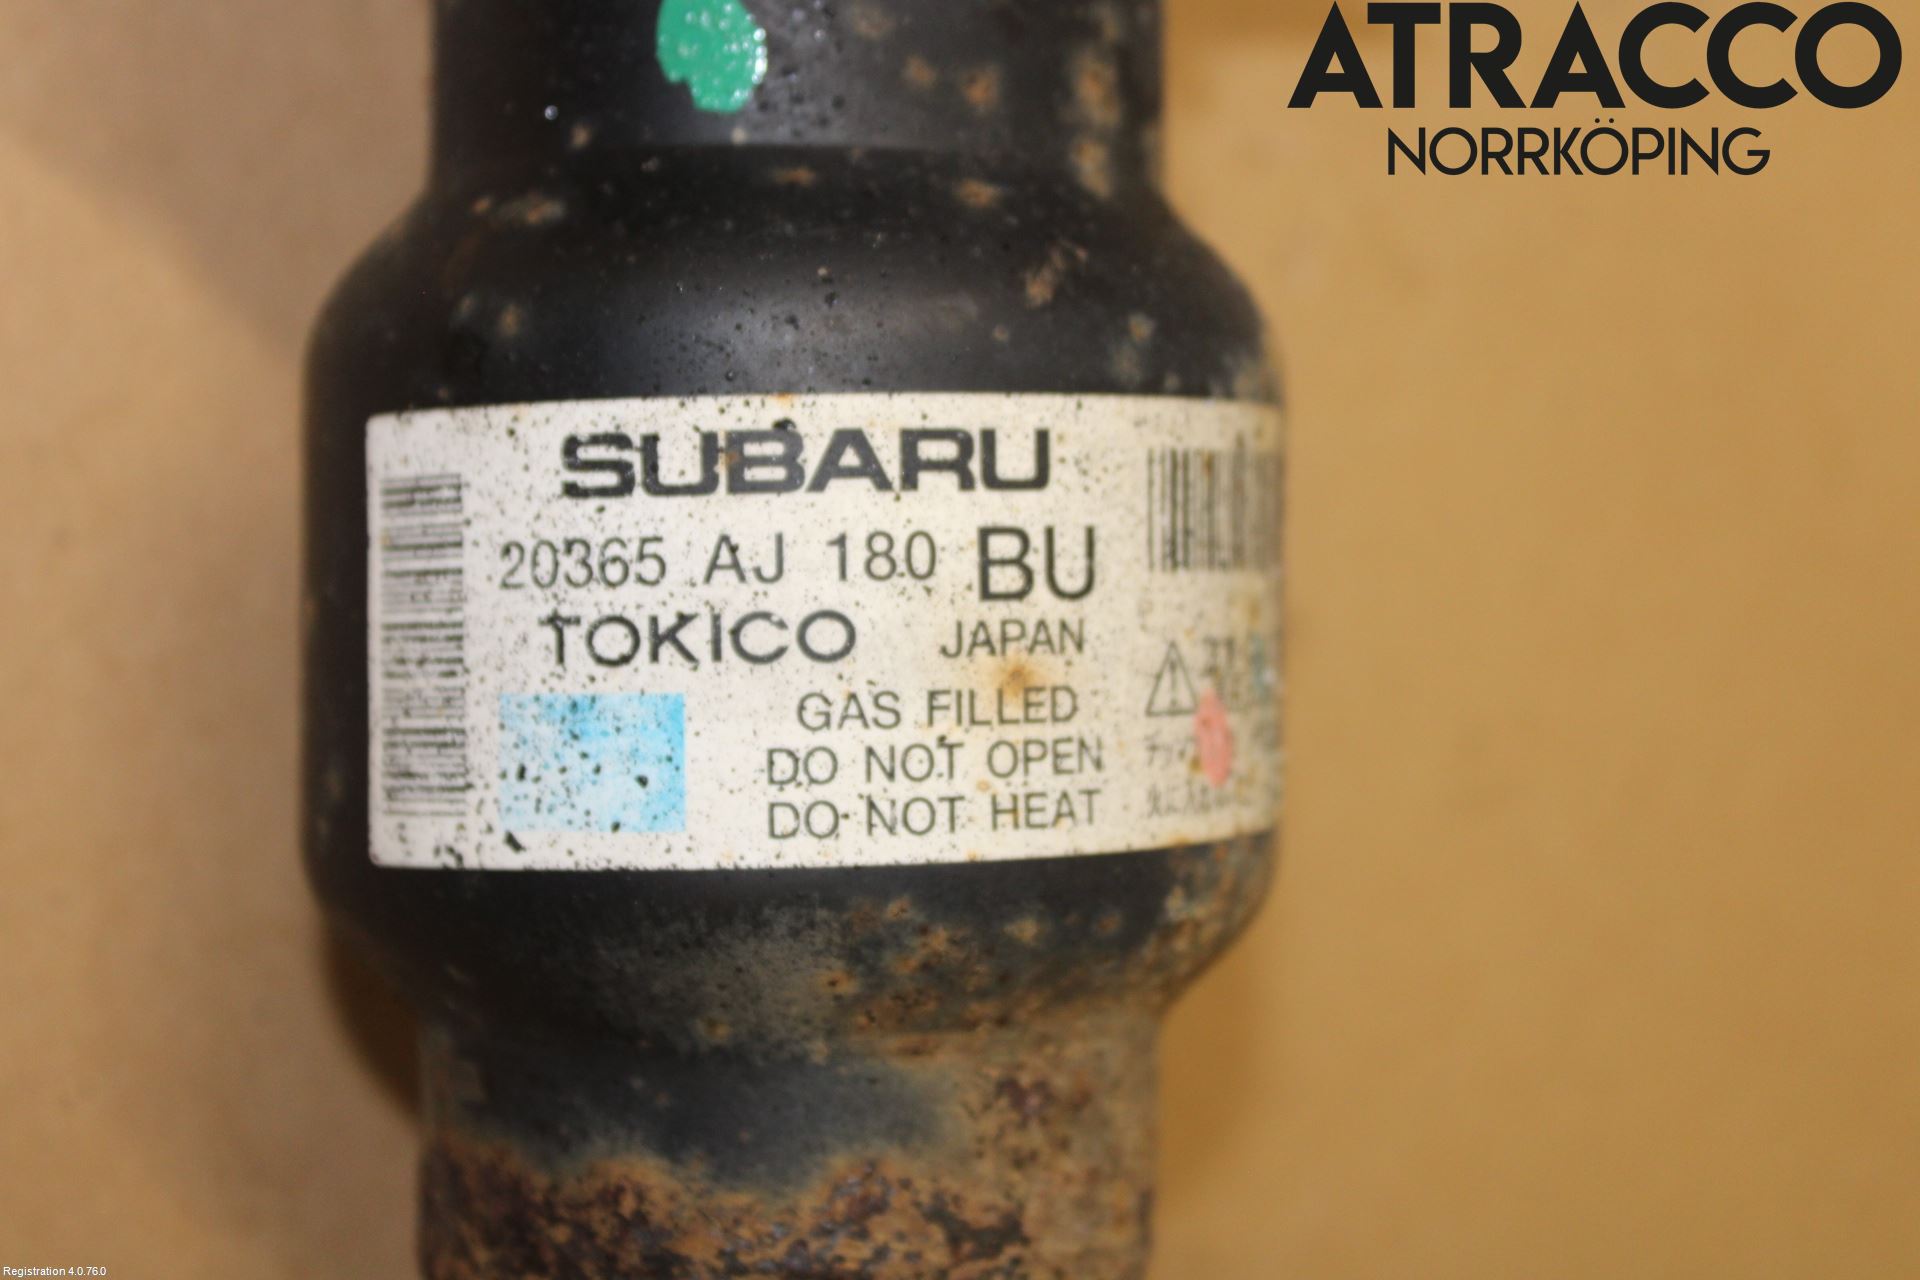 ATRACCO
NORRKÖPING
SUBARU
20365 AJ 180 BU
TOKICO JAPAN
GAS FILLED
DO NOT OPEN
DO NOT HEAT
Registration 4.0.76.0